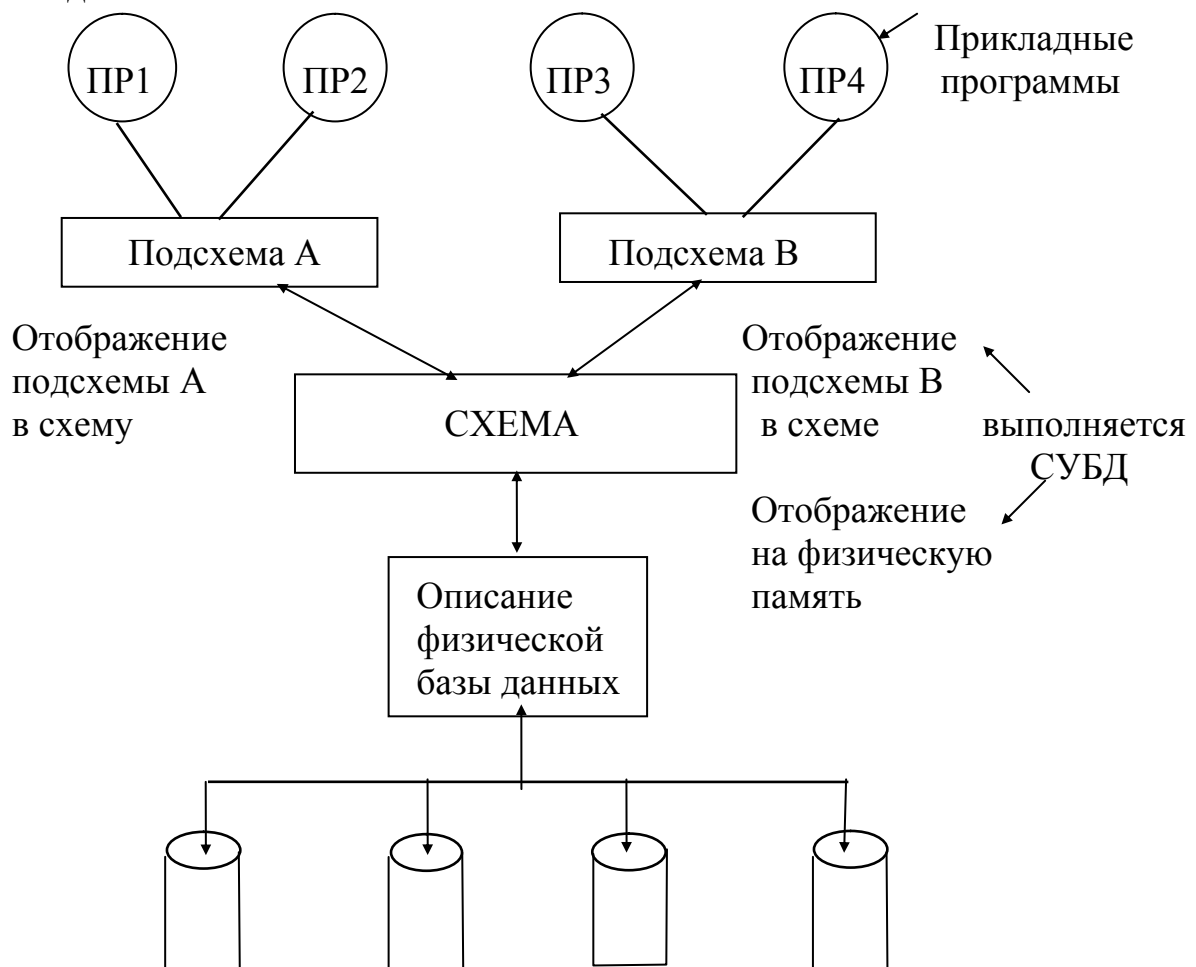 ПР1 ПР2 ПР3 ПР4
Прикладные
программы
Подсхема А
Подсхема В
Отображение
подсхемы А
в схему
Отображение
подсхемы В
в схеме
выполняется
СУБД
СХЕМА
Отображение
на физическую
память
Описание
физической
базы данных